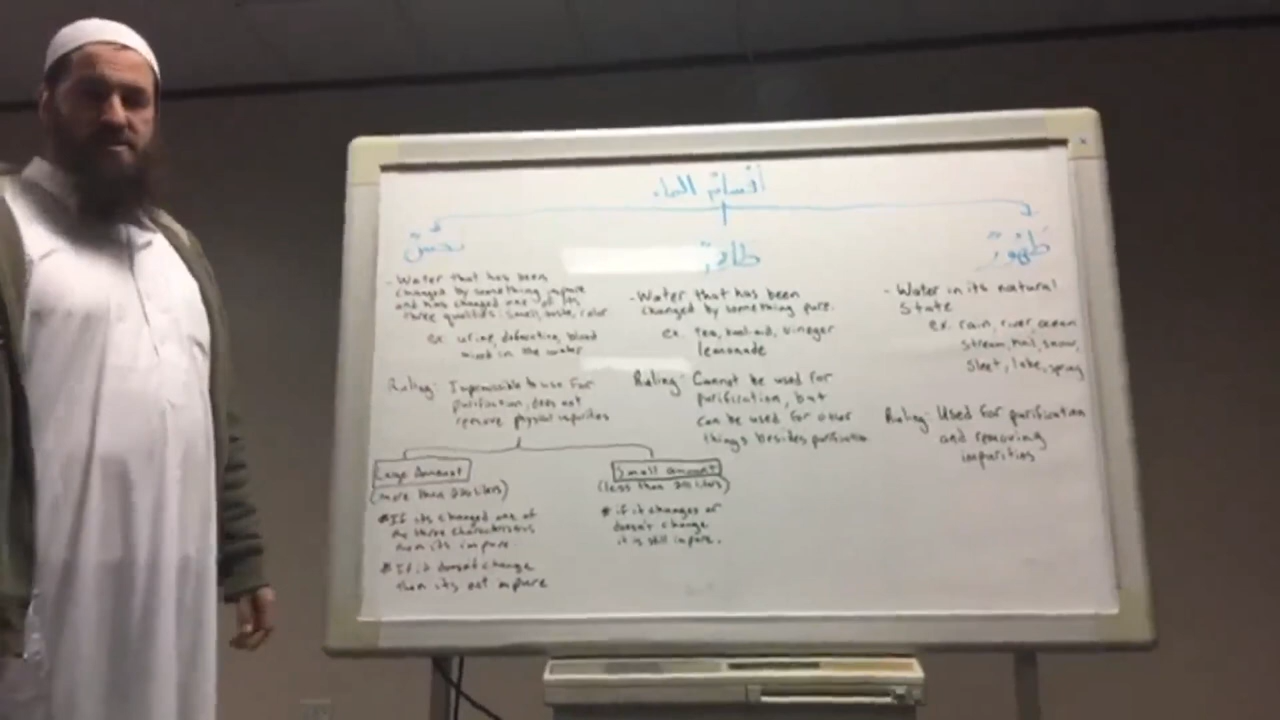 أقسام الماء
طَهُورٌ
- Water in its natural
State
ex. rain, river, ocean
stream, hail, snow,
Sleet, lake, spring
Ruling: Used for purification
and removing
impurities
طاهرٌ
- Water that has been
changed by something pure.
ex. Tea, kool-aid, vinegar
lemonade
Ruling: Cannot be used for
purification, but
can be used for other
things besides purification
نجسٌ
- Water that has been
changed by something impure
and has changed one of its
three qualities: smell, taste, color
ex: urine, defecation, blood
mixed in the water
Ruling: Impermissible to use for
purification, does not
remove physical impurities
Large Amount
(more than 200 liters)
* If its changed one of
the three characteristics
then its impure.
* If it doesn't change
then its not impure
Small amount
(less than 200 liters)
* if it changes or
doesn't change
it is still impure.